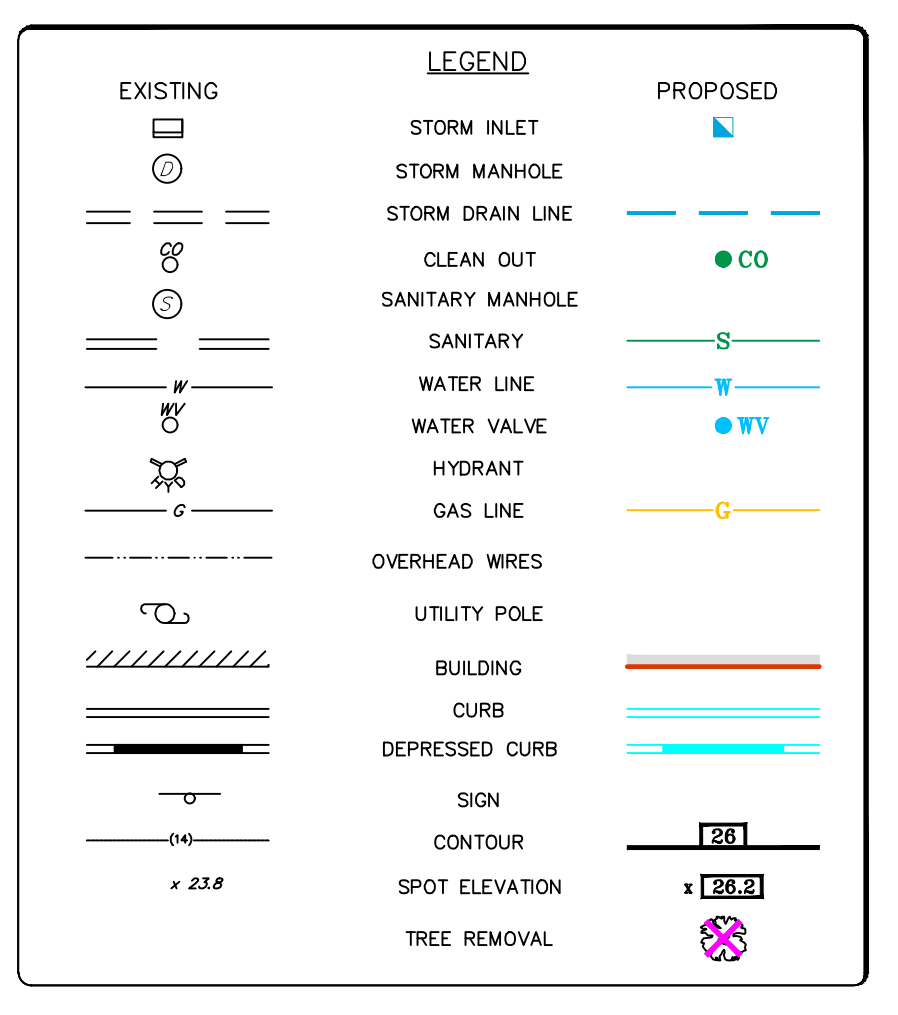 LEGEND
EXISTING PROPOSED
STORM INLET
D STORM MANHOLE
STORM DRAIN LINE
CO CLEAN OUT CO
S SANITARY MANHOLE
SANITARY S
W WATER LINE W
WV WATER VALVE WV
HYDRANT
G GAS LINE G
OVERHEAD WIRES
UTILITY POLE
BUILDING
CURB
DEPRESSED CURB
SIGN
(14) CONTOUR 26
x 23.8 SPOT ELEVATION x 26.2
TREE REMOVAL